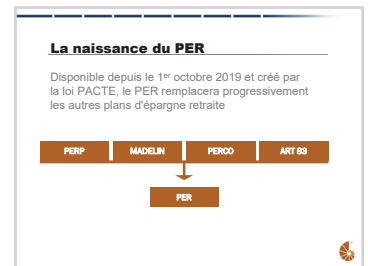 La naissance du PER
Disponible depuis le 1er octobre 2019 et créé par
la loi PACTE, le PER remplacera progressivement
les autres plans d'épargne retraite
PERP MADELIN PERCO ART 83
PER